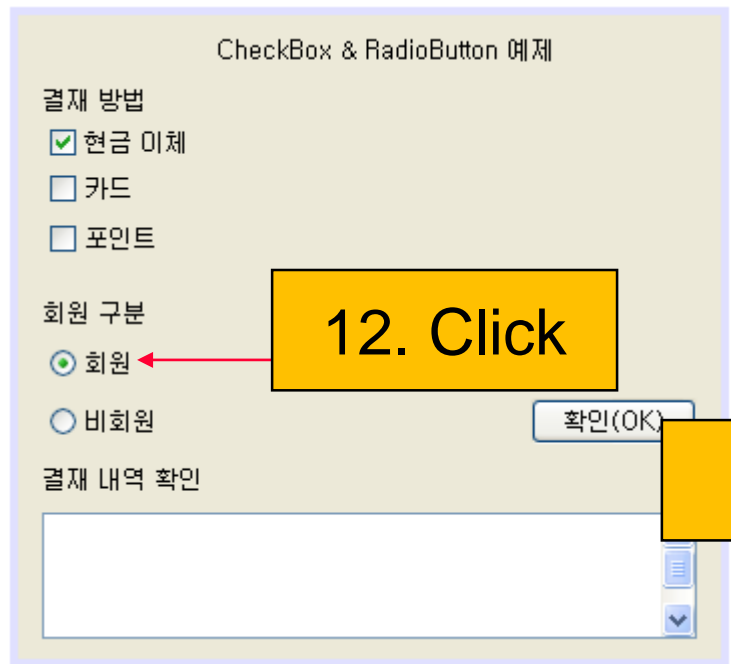 CheckBox & RadioButton 예제
결재 방법
현금 이체
카드
포인트
회원 구분
12. Click
회원
비회원
확인(OK)
결재 내역 확인